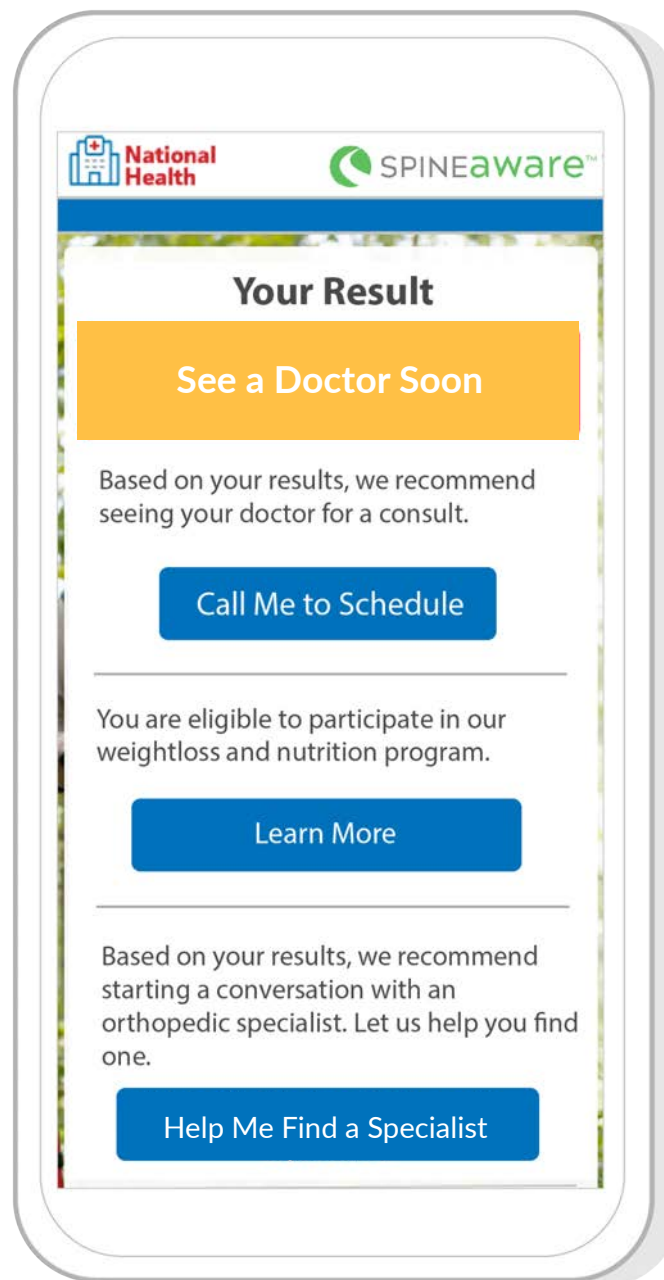 National
Health
SPINEaware™
Your Result
See a Doctor Soon
Based on your results, we recommend
seeing your doctor for a consult.
Call Me to Schedule
You are eligible to participate in our
weightloss and nutrition program.
Learn More
Based on your results, we recommend
starting a conversation with an
orthopedic specialist. Let us help you find
one.
Help Me Find a Specialist